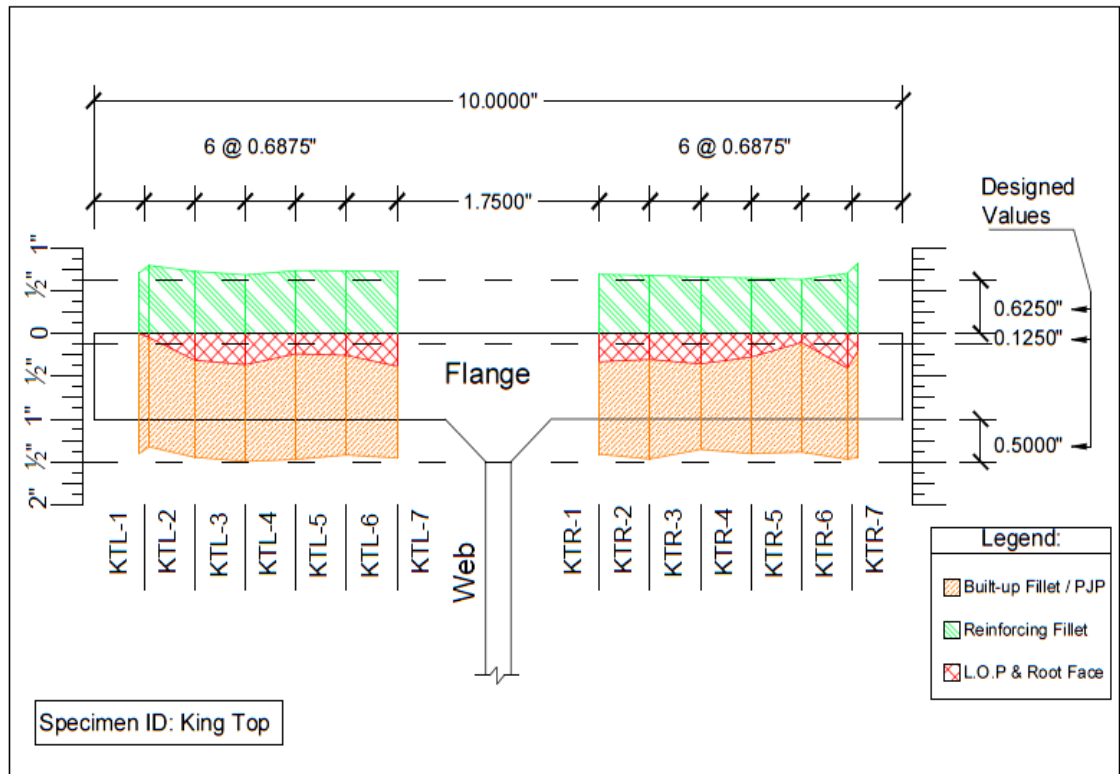 10.0000"
6 @ 0.6875"
6 @ 0.6875"
1.7500"
Designed
Values
1"
½"
0
½"
1"
½"
2"
0.6250"
0.1250"
0.5000"
Flange
Web
KTL-1
KTL-2
KTL-3
KTL-4
KTL-5
KTL-6
KTL-7
KTR-1
KTR-2
KTR-3
KTR-4
KTR-5
KTR-6
KTR-7
Legend:
Built-up Fillet / PJP
Reinforcing Fillet
L.O.P & Root Face
Specimen ID: King Top